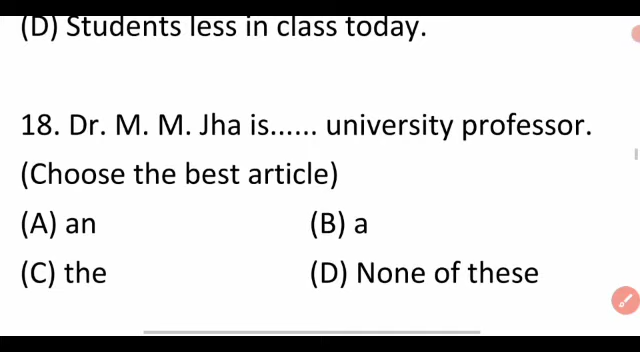 (D) Students less in class today.
18. Dr. M. M. Jha is...... university professor.
(Choose the best article)
(A) an (B) a
(C) the (D) None of these